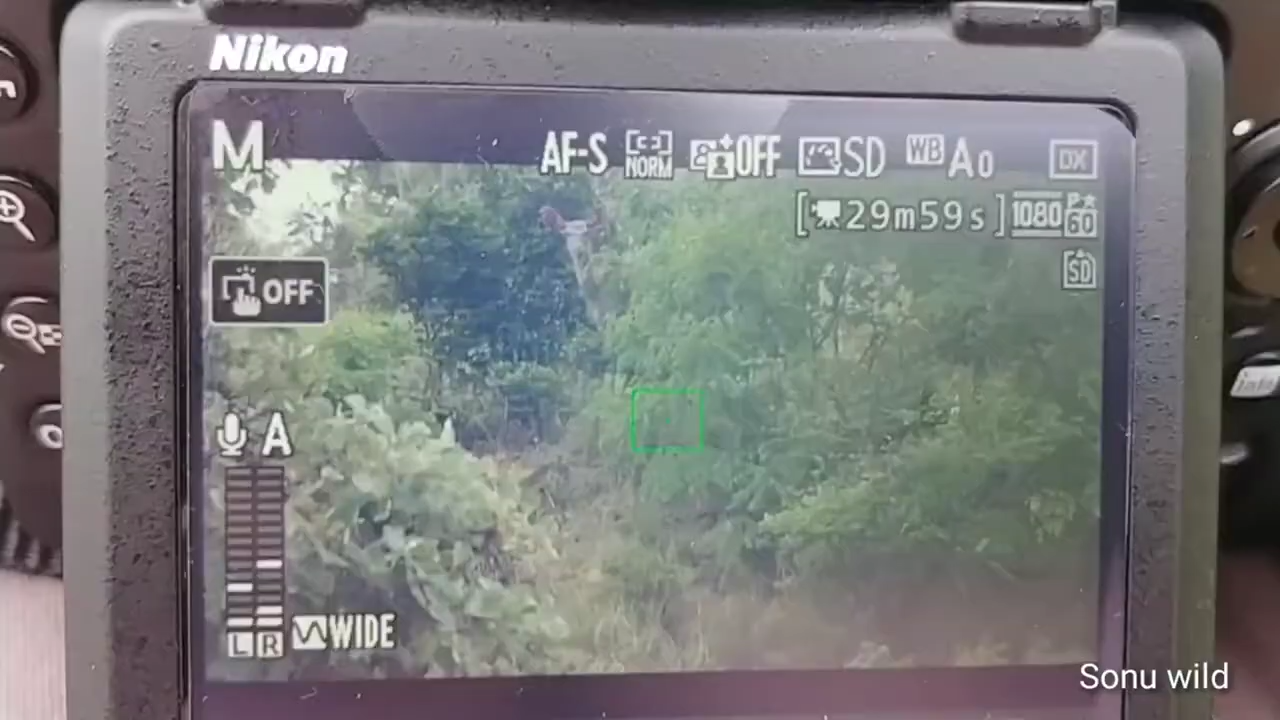 Nikon
M AF-S NORM OFF SD WB A0 DX
[29m59s] 1080 P★ 60
SD
OFF
A
L R WIDE
Sonu wild